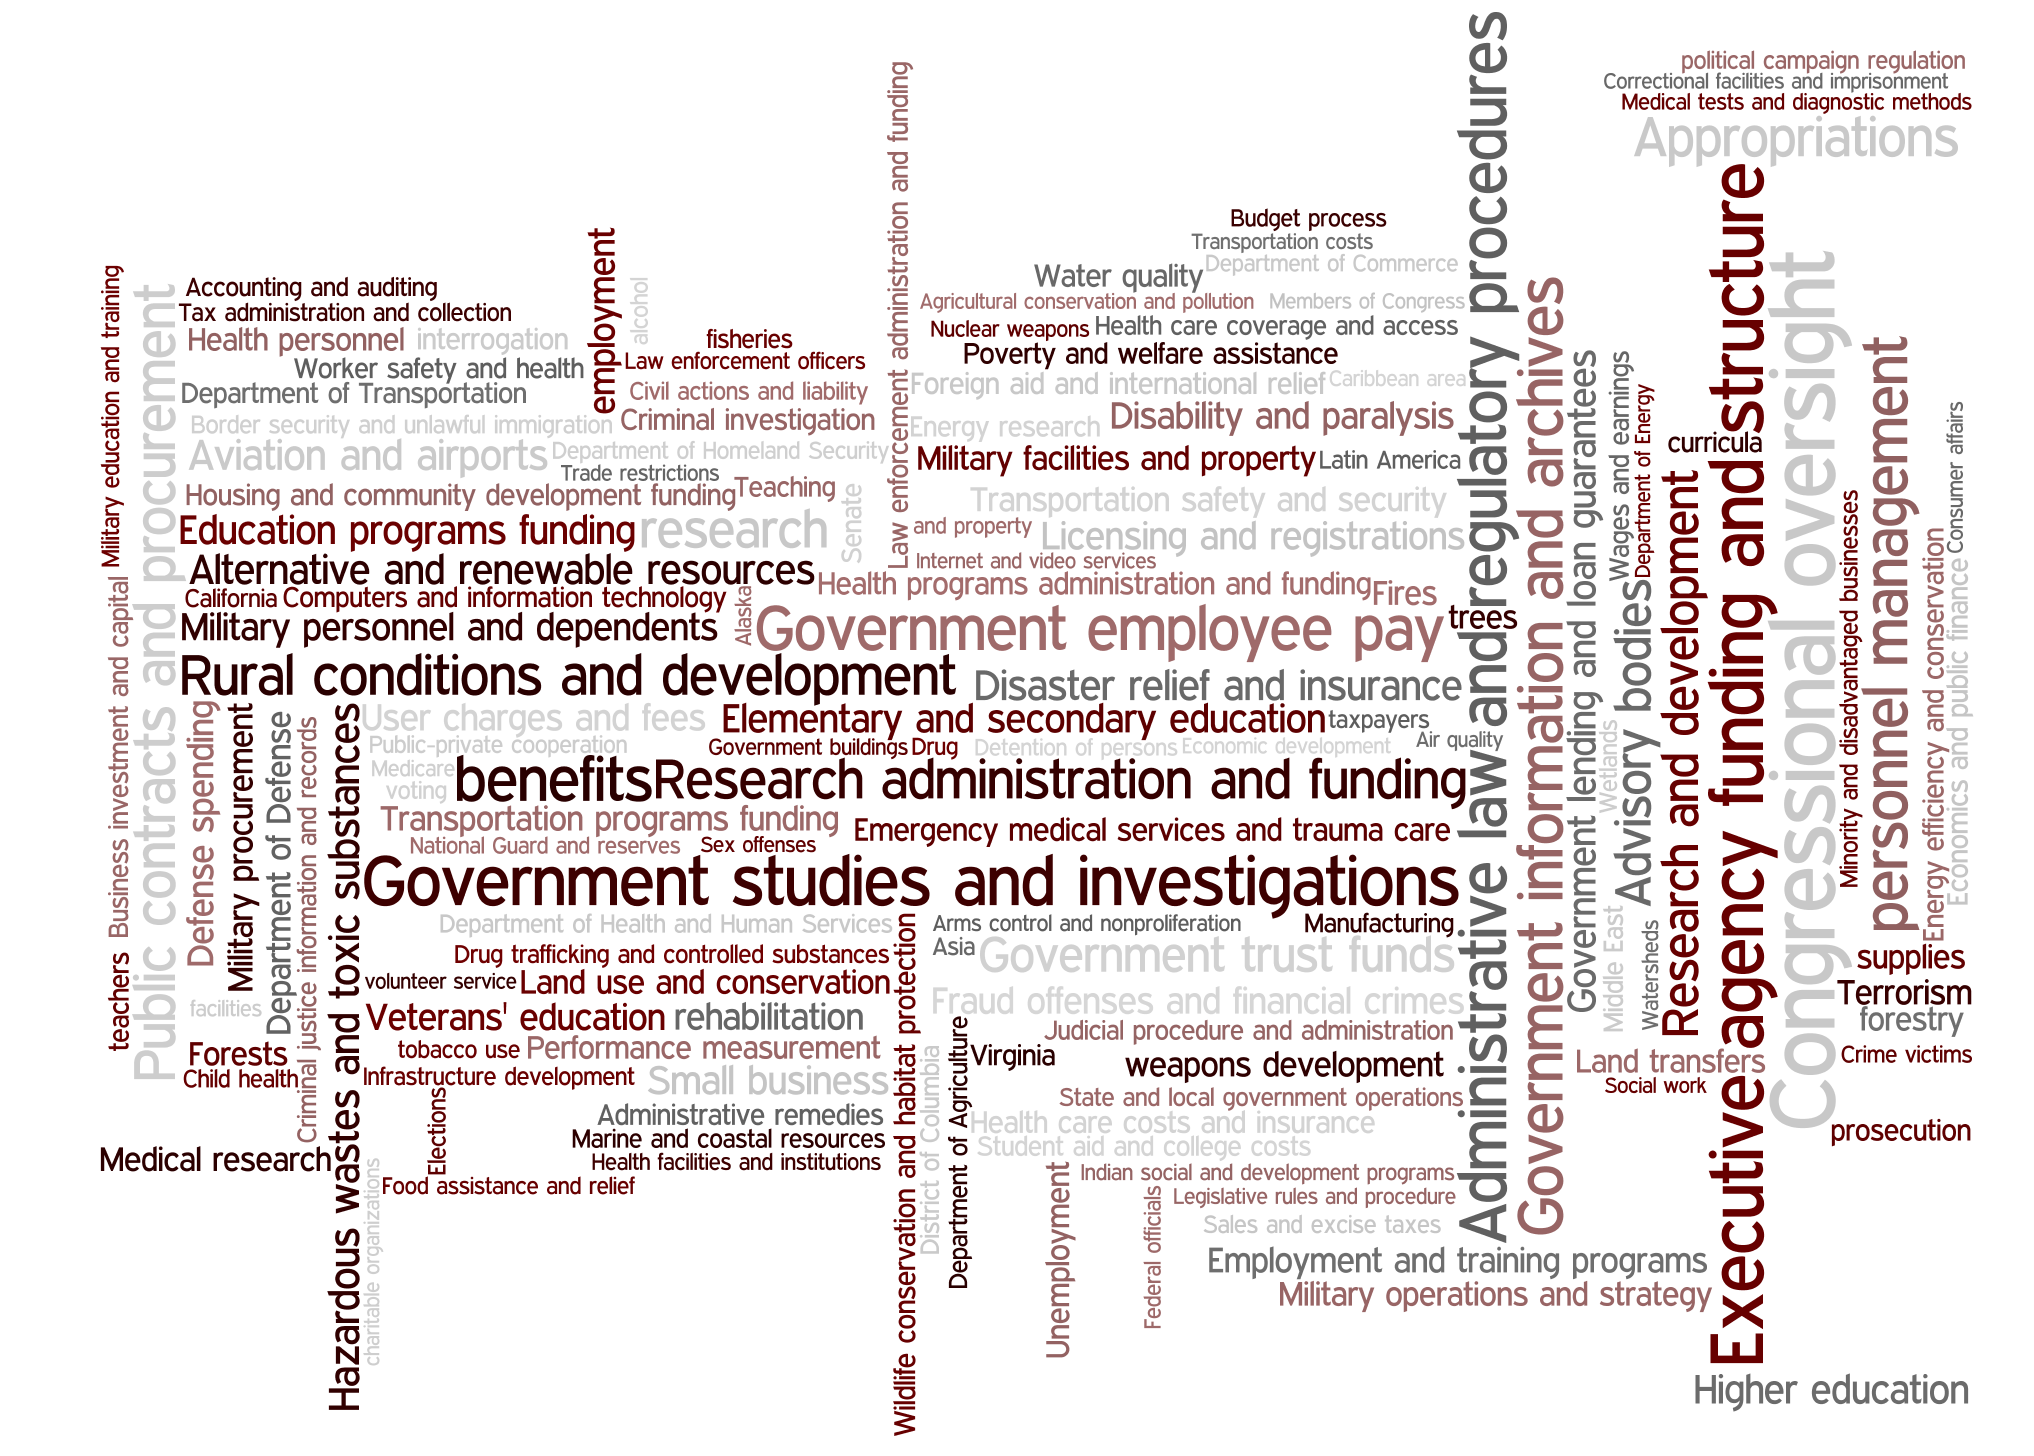 political campaign regulation
Correctional facilities and imprisonment
Medical tests and diagnostic methods
Appropriations
Administrative law and regulatory procedures
Law enforcement administration and funding
Executive agency funding and structure
Budget process
Transportation costs
Department of Commerce
Water quality
Agricultural conservation and pollution
Members of Congress
Nuclear weapons
Health care coverage and access
Poverty and welfare assistance
Foreign aid and international relief
Caribbean area
Energy research
Disability and paralysis
Military facilities and property
Latin America
Transportation safety and security
and property
Licensing and registrations
Internet and video services
Health programs administration and funding
Fires
Government employee pay
trees
Military education and training
Public contracts and procurement
Accounting and auditing
Tax administration and collection
Health personnel
interrogation
employment
alcohol
fisheries
Worker safety and health
Law enforcement officers
Department of Transportation
Civil actions and liability
Border security and unlawful immigration
Criminal investigation
Aviation and airports
Department of Homeland Security
Trade restrictions
Housing and community development funding
Teaching
Senate
Education programs funding
research
Alternative and renewable resources
California
Computers and information technology
Alaska
Military personnel and dependents
Rural conditions and development
Disaster relief and insurance
User charges and fees
Elementary and secondary education
taxpayers
Public-private cooperation
Government buildings
Drug
Detention of persons
Economic development
Air quality
Medicare
voting
benefits
Research administration and funding
Transportation programs funding
Emergency medical services and trauma care
National Guard and reserves
Sex offenses
Government studies and investigations
Department of Health and Human Services
Arms control and nonproliferation
Manufacturing
Drug trafficking and controlled substances
Asia
Government trust funds
volunteer service
Land use and conservation
Fraud offenses and financial crimes
Veterans' education
rehabilitation
Judicial procedure and administration
tobacco use
Performance measurement
Virginia
weapons development
Infrastructure development
Small business
State and local government operations
Administrative remedies
Health care costs and insurance
Marine and coastal resources
Student aid and college costs
Health facilities and institutions
Indian social and development programs
Food assistance and relief
Legislative rules and procedure
Sales and excise taxes
Employment and training programs
Military operations and strategy
Business investment and capital
teachers
Defense spending
Military procurement
Department of Defense
Criminal justice information and records
Hazardous wastes and toxic substances
facilities
Forests
Child health
Medical research
Elections
charitable organizations
Wildlife conservation and habitat protection
District of Columbia
Department of Agriculture
Unemployment
Federal officials
Government information and archives
Government lending and loan guarantees
Wages and earnings
Department of Energy
Wetlands
Advisory bodies
Middle East
Watersheds
Research and development
curricula
Congressional oversight
Minority and disadvantaged businesses
personnel management
Energy efficiency and conservation
Consumer affairs
Economics and public finance
supplies
Terrorism
forestry
Land transfers
Crime victims
Social work
prosecution
Higher education